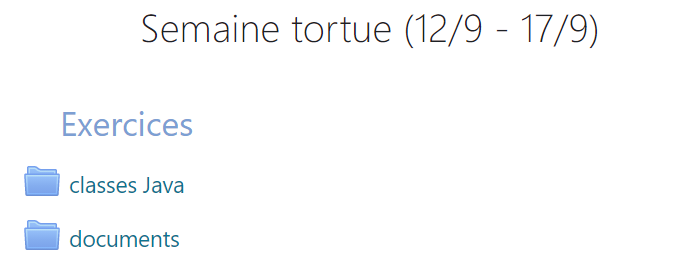 Semaine tortue (12/9 - 17/9)
Exercices
classes Java
documents